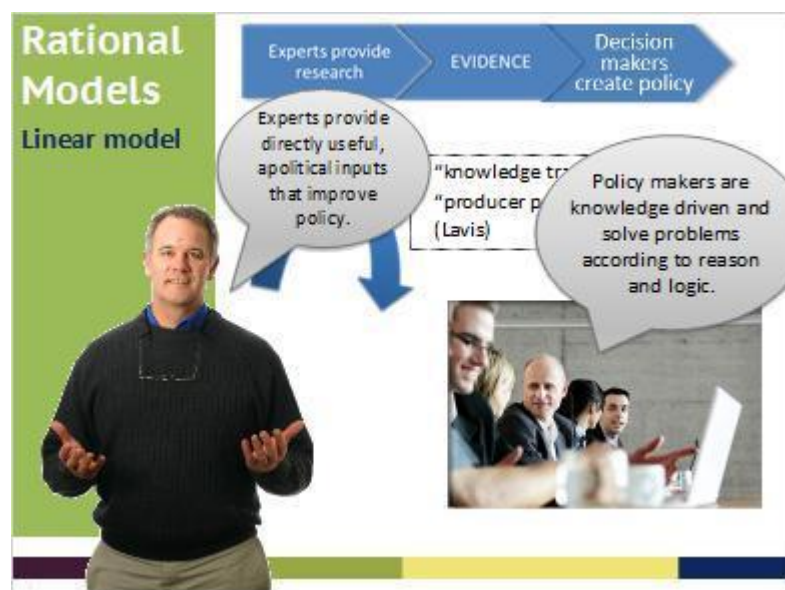 Rational
Models
Linear model
Experts provide
research
EVIDENCE
Decision
makers
create policy
Experts provide
directly useful,
apolitical inputs
that improve
policy.
“knowledge
“producer
(Lavis)
Policy makers are
knowledge driven and
solve problems
according to reason
and logic.